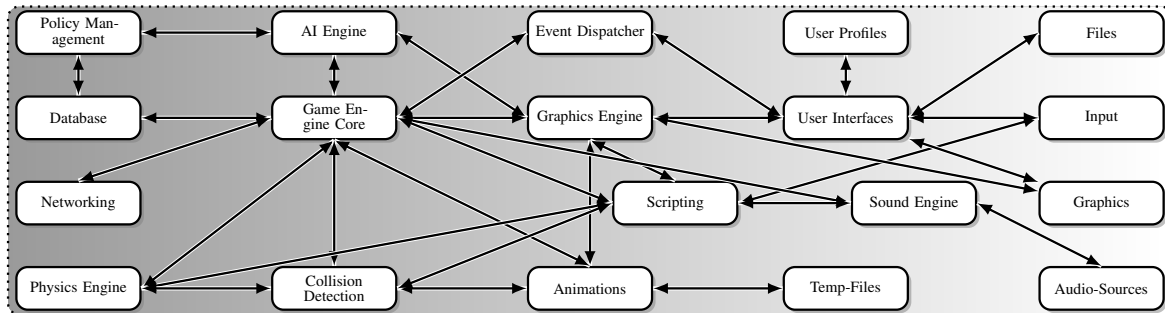 Policy Man-
agement
AI Engine
Event Dispatcher
User Profiles
Files
Database
Game En-
gine Core
Graphics Engine
User Interfaces
Input
Networking
Scripting
Sound Engine
Graphics
Physics Engine
Collision
Detection
Animations
Temp-Files
Audio-Sources